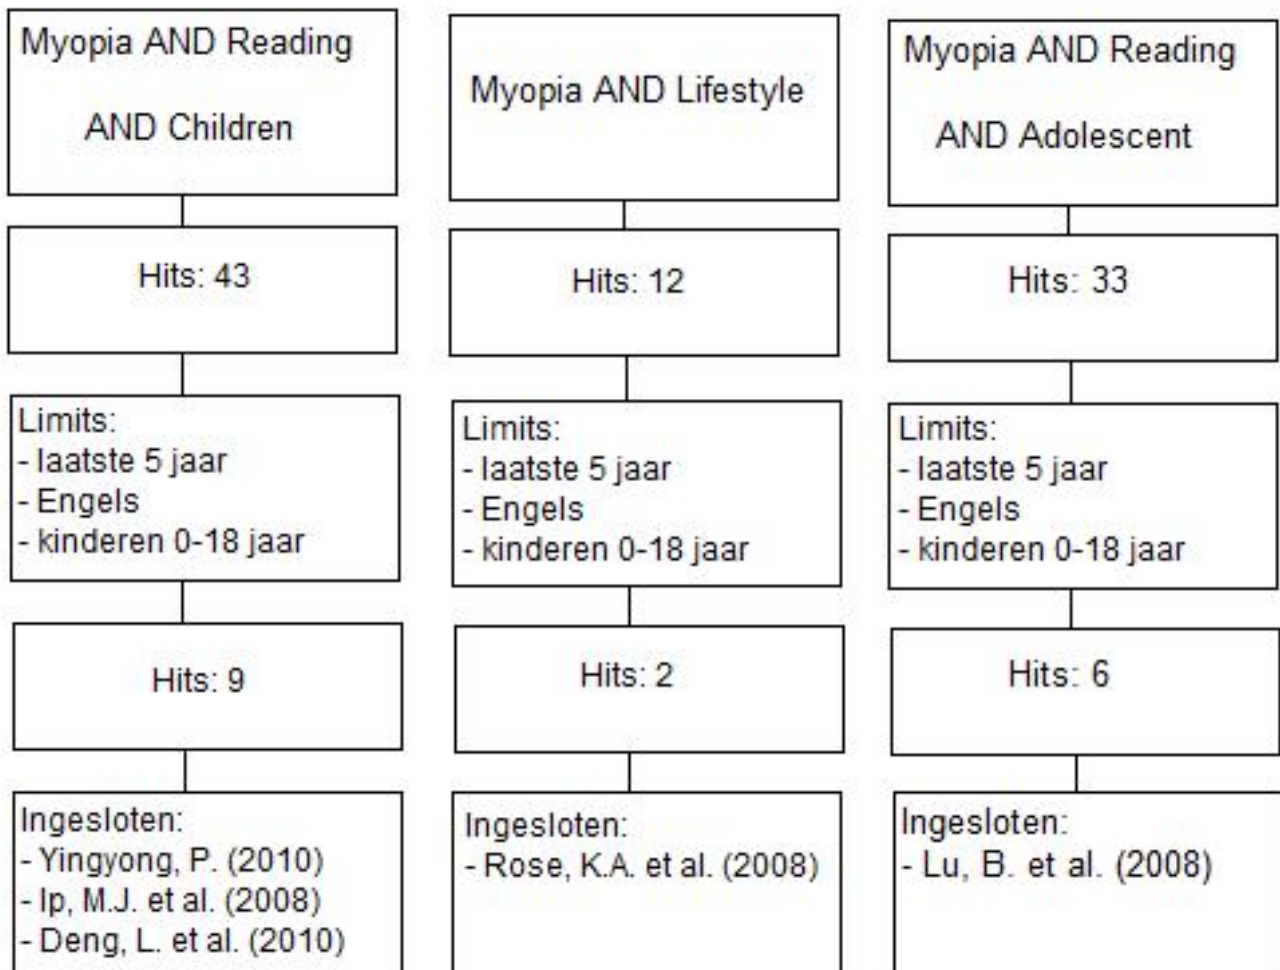 Myopia AND Reading
AND Children
Hits: 43
Limits:
- laatste 5 jaar
- Engels
- kinderen 0-18 jaar
Hits: 9
Ingesloten:
- Yingyong, P. (2010)
- Ip, M.J. et al. (2008)
- Deng, L. et al. (2010)
Myopia AND Lifestyle
Hits: 12
Limits:
- laatste 5 jaar
- Engels
- kinderen 0-18 jaar
Hits: 2
Ingesloten:
- Rose, K.A. et al. (2008)
Myopia AND Reading
AND Adolescent
Hits: 33
Limits:
- laatste 5 jaar
- Engels
- kinderen 0-18 jaar
Hits: 6
Ingesloten:
- Lu, B. et al. (2008)